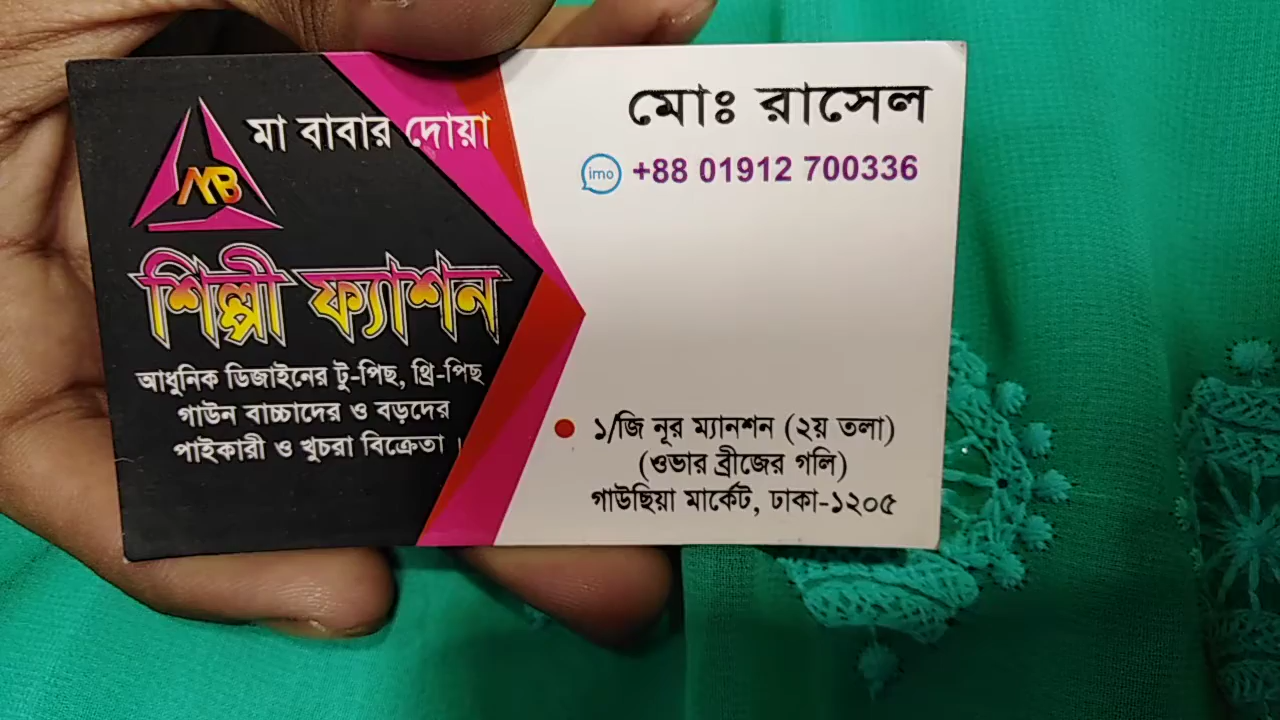 MB
মা বাবার দোয়া
শিল্পী ফ্যাশন
আধুনিক ডিজাইনের টু-পিছ, থ্রি-পিছ
গাউন বাচ্চাদের ও বড়দের
পাইকারী ও খুচরা বিক্রেতা।
মোঃ রাসেল
imo +88 01912 700336
১/জি নূর ম্যানশন (২য় তলা)
(ওভার ব্রীজের গলি)
গাউছিয়া মার্কেট, ঢাকা-১২০৫